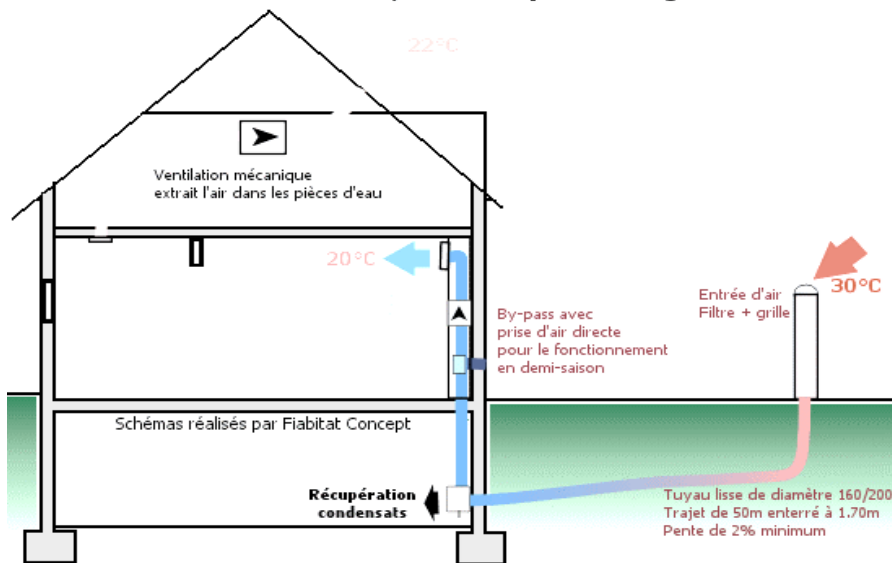 22°C
Ventilation mécanique
extrait l'air dans les pièces d'eau
20°C
30°C
Entrée d'air
Filtre + grille
By-pass avec
prise d'air directe
pour le fonctionnement
en demi-saison
Schémas réalisés par Fiabitat Concept
Récupération
condensats
Tuyau lisse de diamètre 160/200
Trajet de 50m enterré à 1.70m
Pente de 2% minimum